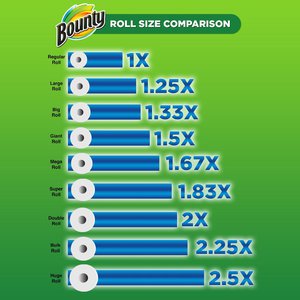 Bounty
ROLL SIZE COMPARISON
Regular
Roll
1X
Large
Roll
1.25X
Big
Roll
1.33X
Giant
Roll
1.5X
Mega
Roll
1.67X
Super
Roll
1.83X
Double
Roll
2X
Bulk
Roll
2.25X
Huge
Roll
2.5X